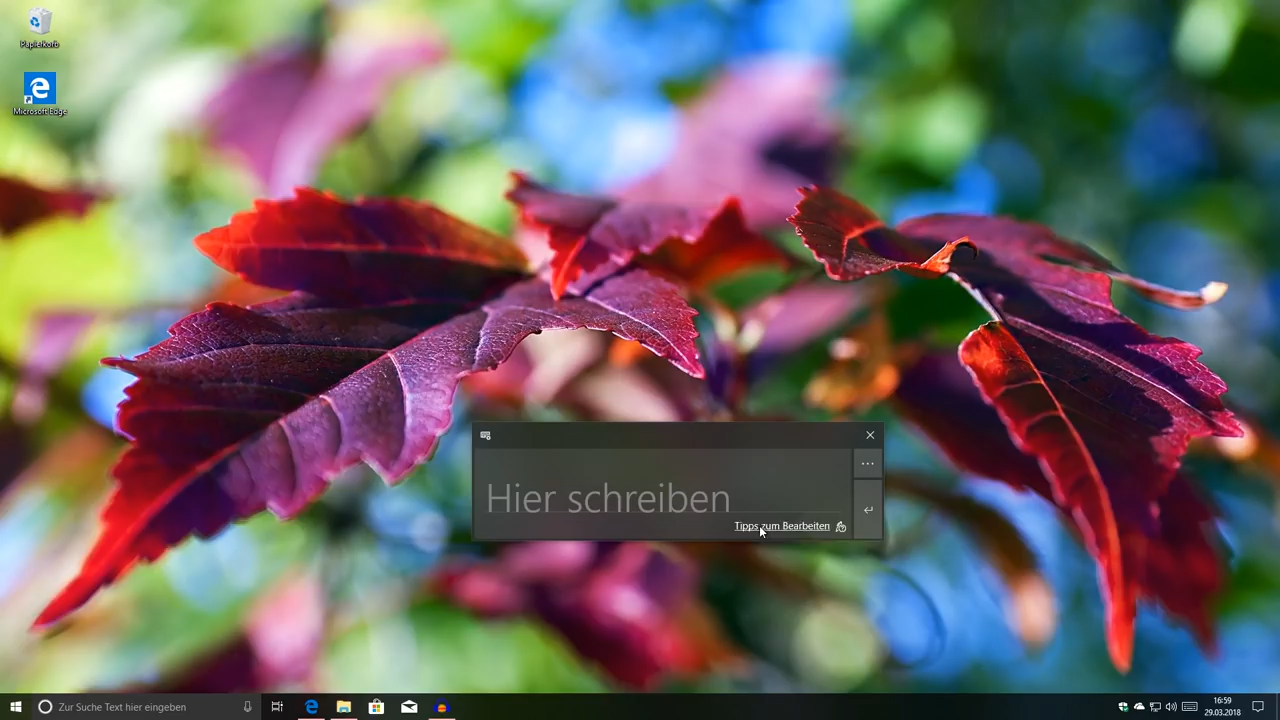 Papierkorb
Microsoft Edge
Hier schreiben
Tipps zum Bearbeiten
Zur Suche Text hier eingeben
16:59
29.03.2018